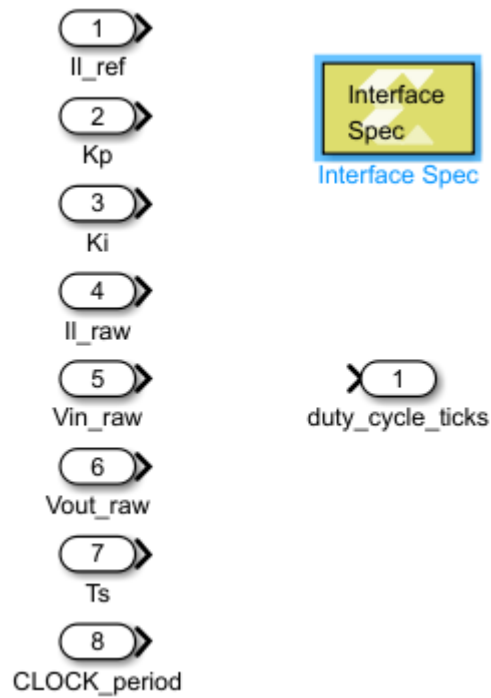 1
Il_ref
2
Kp
3
Ki
4
Il_raw
5
Vin_raw
6
Vout_raw
7
Ts
8
CLOCK_period
Interface
Spec
Interface Spec
1
duty_cycle_ticks